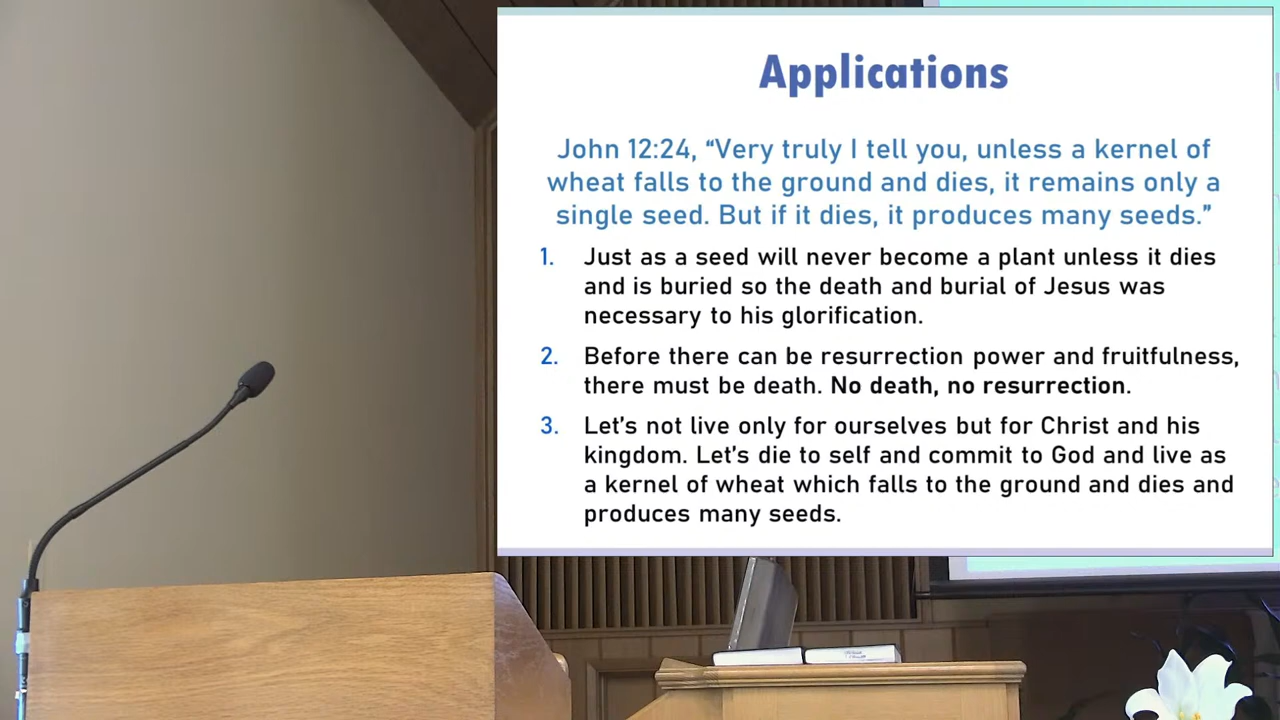 Applications
John 12:24, “Very truly I tell you, unless a kernel of
wheat falls to the ground and dies, it remains only a
single seed. But if it dies, it produces many seeds.”
1. Just as a seed will never become a plant unless it dies
and is buried so the death and burial of Jesus was
necessary to his glorification.
2. Before there can be resurrection power and fruitfulness,
there must be death. No death, no resurrection.
3. Let’s not live only for ourselves but for Christ and his
kingdom. Let’s die to self and commit to God and live as
a kernel of wheat which falls to the ground and dies and
produces many seeds.